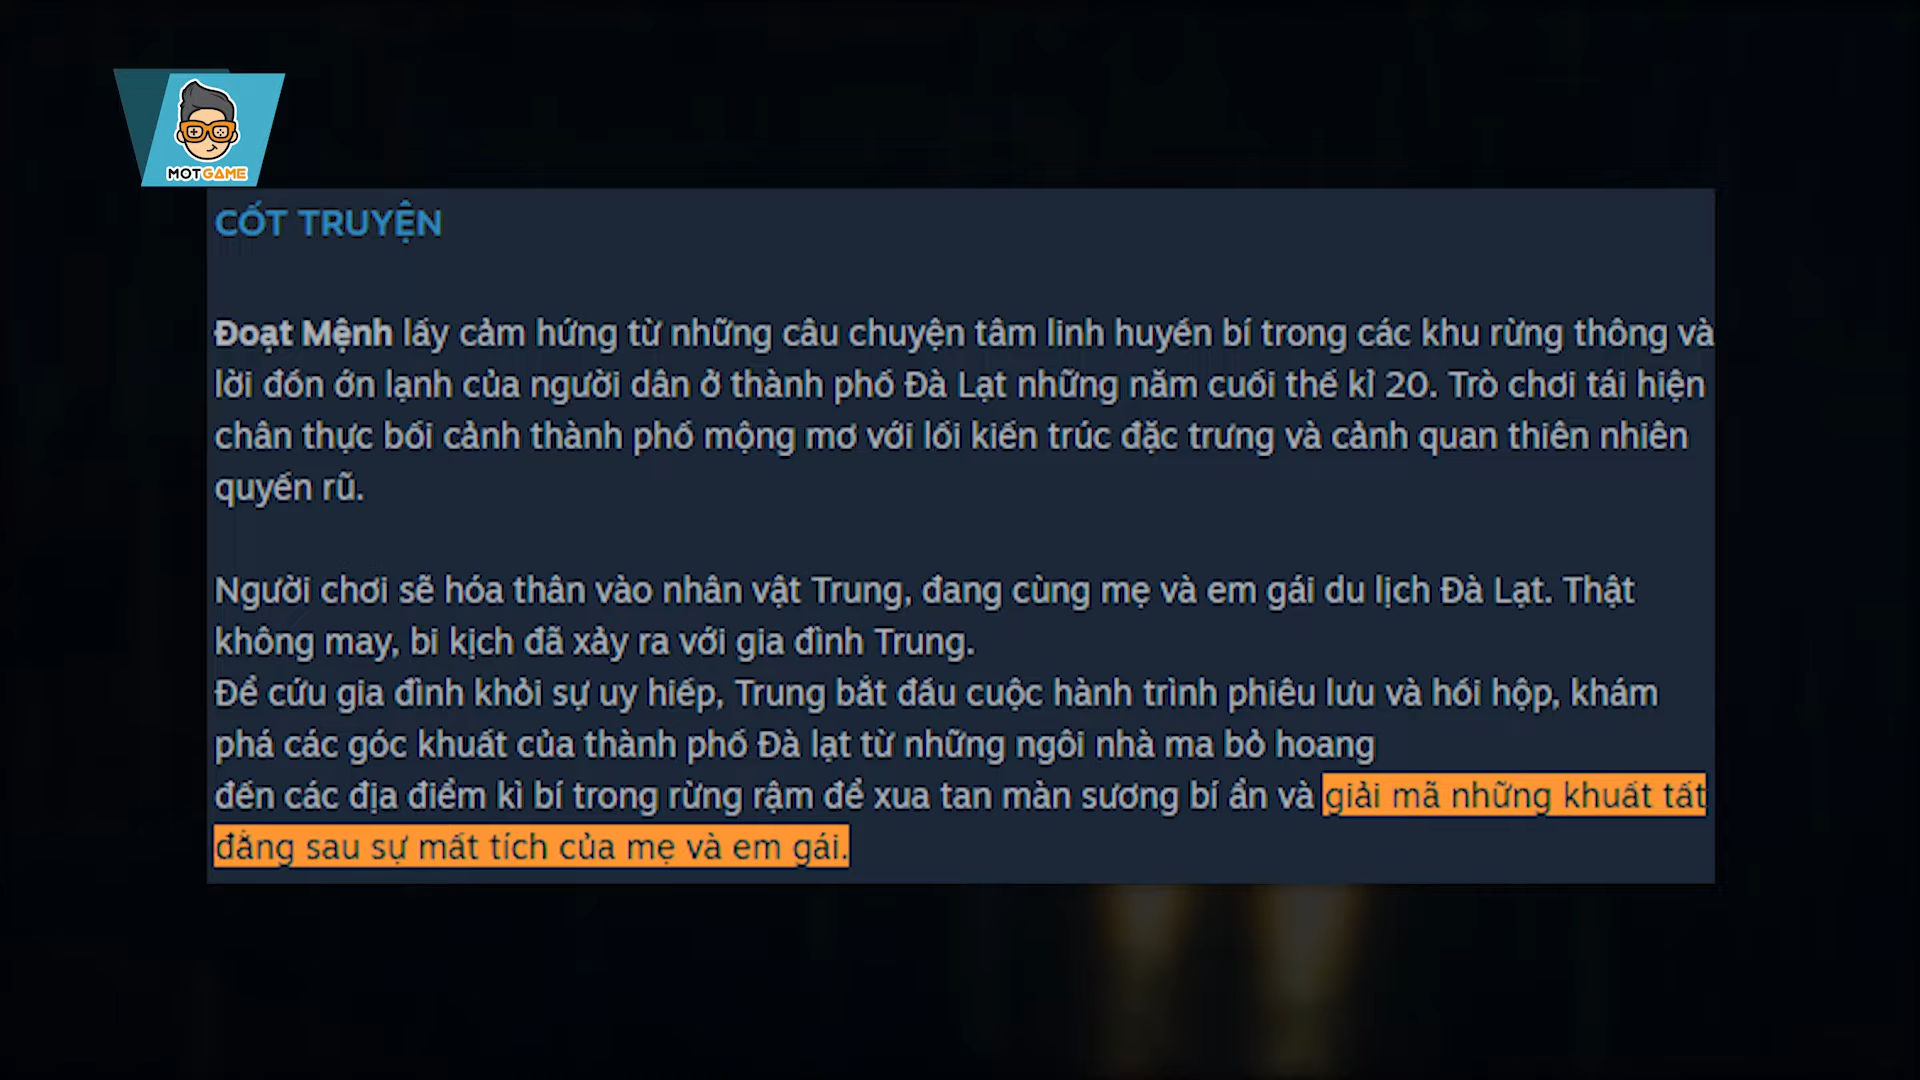 MOTGAME
CỐT TRUYỆN
Đoạt Mệnh lấy cảm hứng từ những câu chuyện tâm linh huyền bí trong các khu rừng thông và
lời đồn ớn lạnh của người dân ở thành phố Đà Lạt những năm cuối thế kỉ 20. Trò chơi tái hiện
chân thực bối cảnh thành phố mộng mơ với lối kiến trúc đặc trưng và cảnh quan thiên nhiên
quyến rũ.
Người chơi sẽ hóa thân vào nhân vật Trung, đang cùng mẹ và em gái du lịch Đà Lạt. Thật
không may, bi kịch đã xảy ra với gia đình Trung.
Để cứu gia đình khỏi sự uy hiếp, Trung bắt đầu cuộc hành trình phiêu lưu và hồi hộp, khám
phá các góc khuất của thành phố Đà lạt từ những ngôi nhà ma bỏ hoang
đến các địa điểm kì bí trong rừng rậm để xua tan màn sương bí ẩn và giải mã những khuất tất
đằng sau sự mất tích của mẹ và em gái.